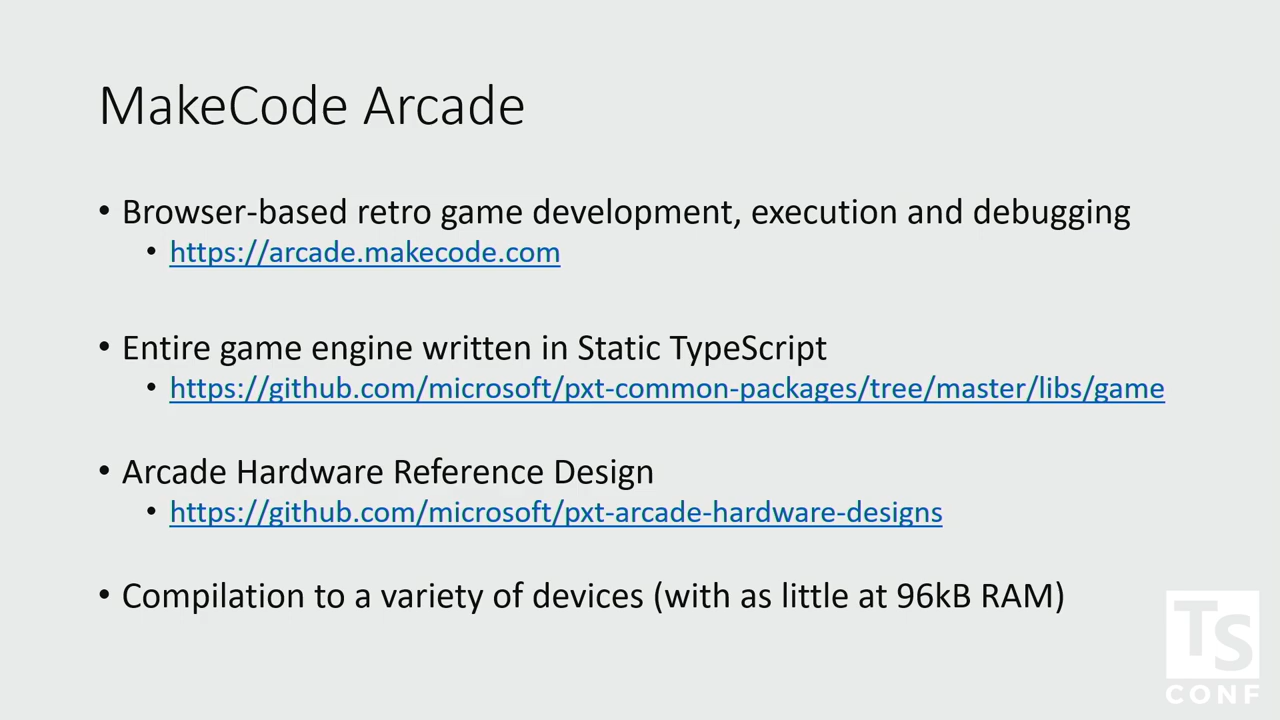 MakeCode Arcade
• Browser-based retro game development, execution and debugging
• https://arcade.makecode.com
• Entire game engine written in Static TypeScript
• https://github.com/microsoft/pxt-common-packages/tree/master/libs/game
• Arcade Hardware Reference Design
• https://github.com/microsoft/pxt-arcade-hardware-designs
• Compilation to a variety of devices (with as little at 96kB RAM)
TS
CONF